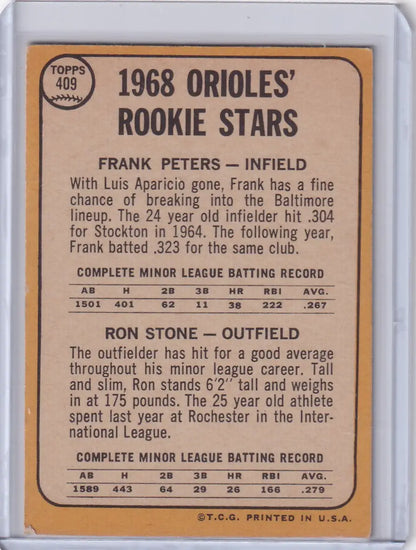 TOPPS
409
1968 ORIOLES'
ROOKIE STARS
FRANK PETERS — INFIELD
With Luis Aparicio gone, Frank has a fine
chance of breaking into the Baltimore
lineup. The 24 year old infielder hit .304
for Stockton in 1964. The following year,
Frank batted .323 for the same club.
COMPLETE MINOR LEAGUE BATTING RECORD
AB H 2B 3B HR RBI AVG.
1501 401 62 11 38 222 .267
RON STONE — OUTFIELD
The outfielder has hit for a good average
throughout his minor league career. Tall
and slim, Ron stands 6'2" tall and weighs
in at 175 pounds. The 25 year old athlete
spent last year at Rochester in the Inter-
national League.
COMPLETE MINOR LEAGUE BATTING RECORD
AB H 2B 3B HR RBI AVG.
1589 443 64 29 26 166 .279
©T.C.G. PRINTED IN U.S.A.